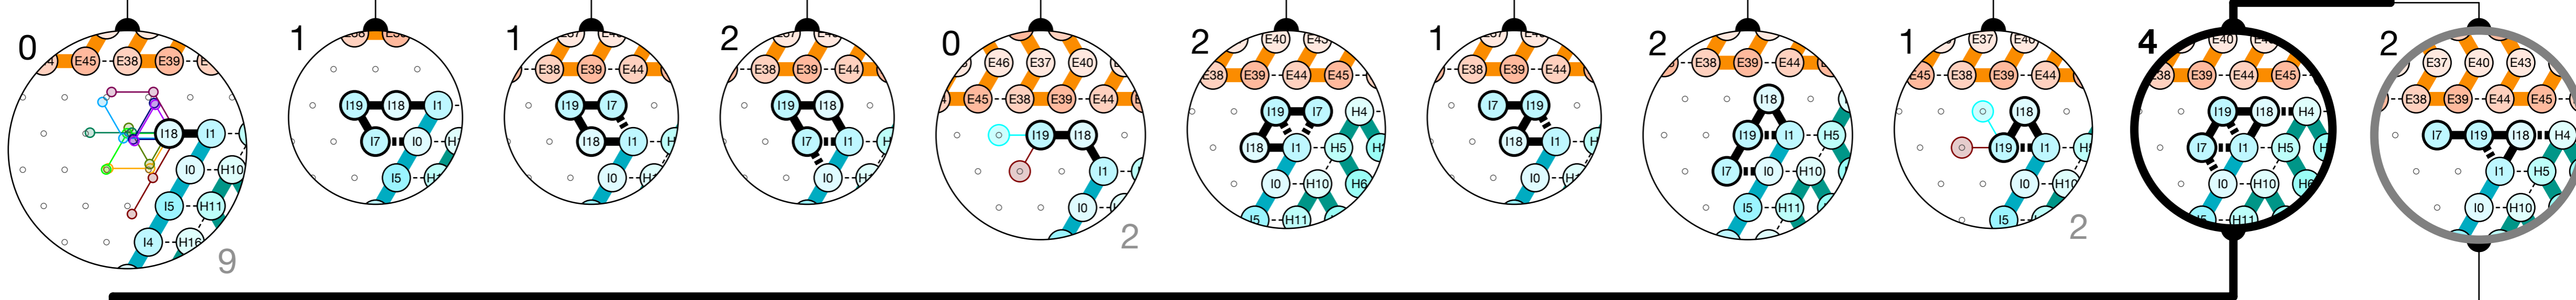 0
E45 E38 E39
I18 I1
I0 H10
I5 H11
I4 H16
9
1
I19 I18 I1
I7 I0
I5
1
E38 E39 E44
I19 I7
I18 I1
I0
2
E38 E39 E44
I19 I18
I7 I1
I0
0
E46 E37 E40
E45 E38 E39 E44
I19 I18
I1
I0
2
2
E40
E38 E39 E44 E45
I19 I7 H4
I18 I1 H5
I0 H10 H6
I5 H11
1
E38 E39 E44
I7 I19
I18 I1
I0
2
E38 E39 E44
I18
I19 I1 H5
I7 I0 H10
I5 H11
1
E37
E45 E38 E39 E44
I18
I19 I1
I0 H10
I5
2
4
E40
E38 E39 E44 E45
I19 I18 H4
I7 I1 H5
I0 H10 H6
I5 H11
2
E37 E40 E43
E38 E39 E44 E45
I7 I19 I18 H4
I1 H5
I0 H10